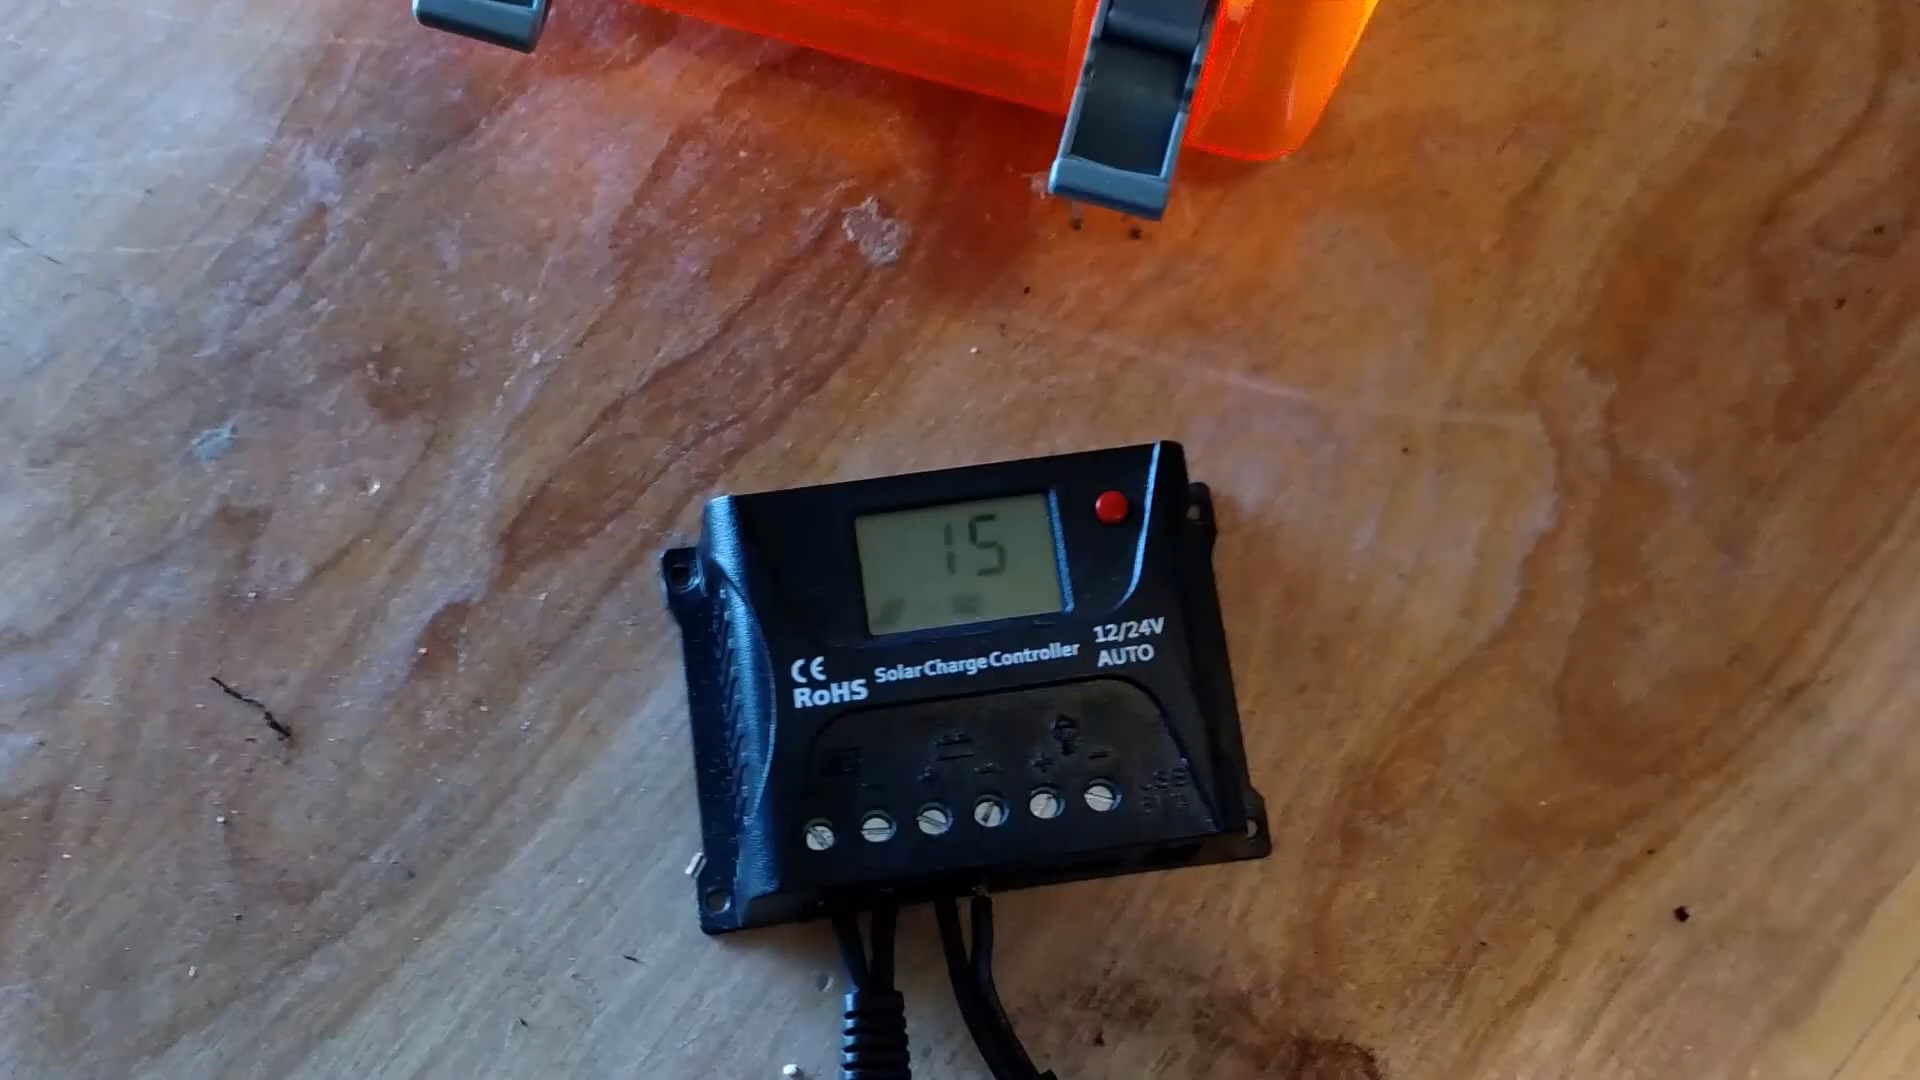 15
12/24V
CE
Solar Charge Controller
AUTO
RoHS
+ - + -